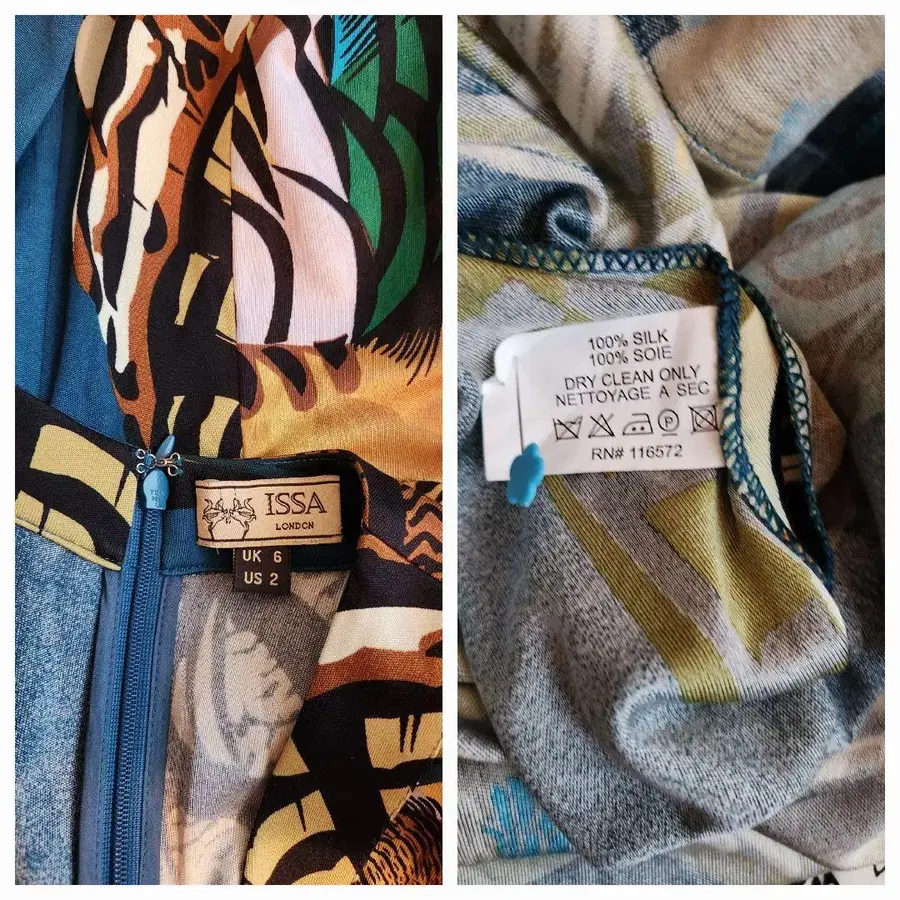 ISSA
LONDON
UK 6
US 2
100% SILK
100% SOIE
DRY CLEAN ONLY
NETTOYAGE A SEC
RN# 116572